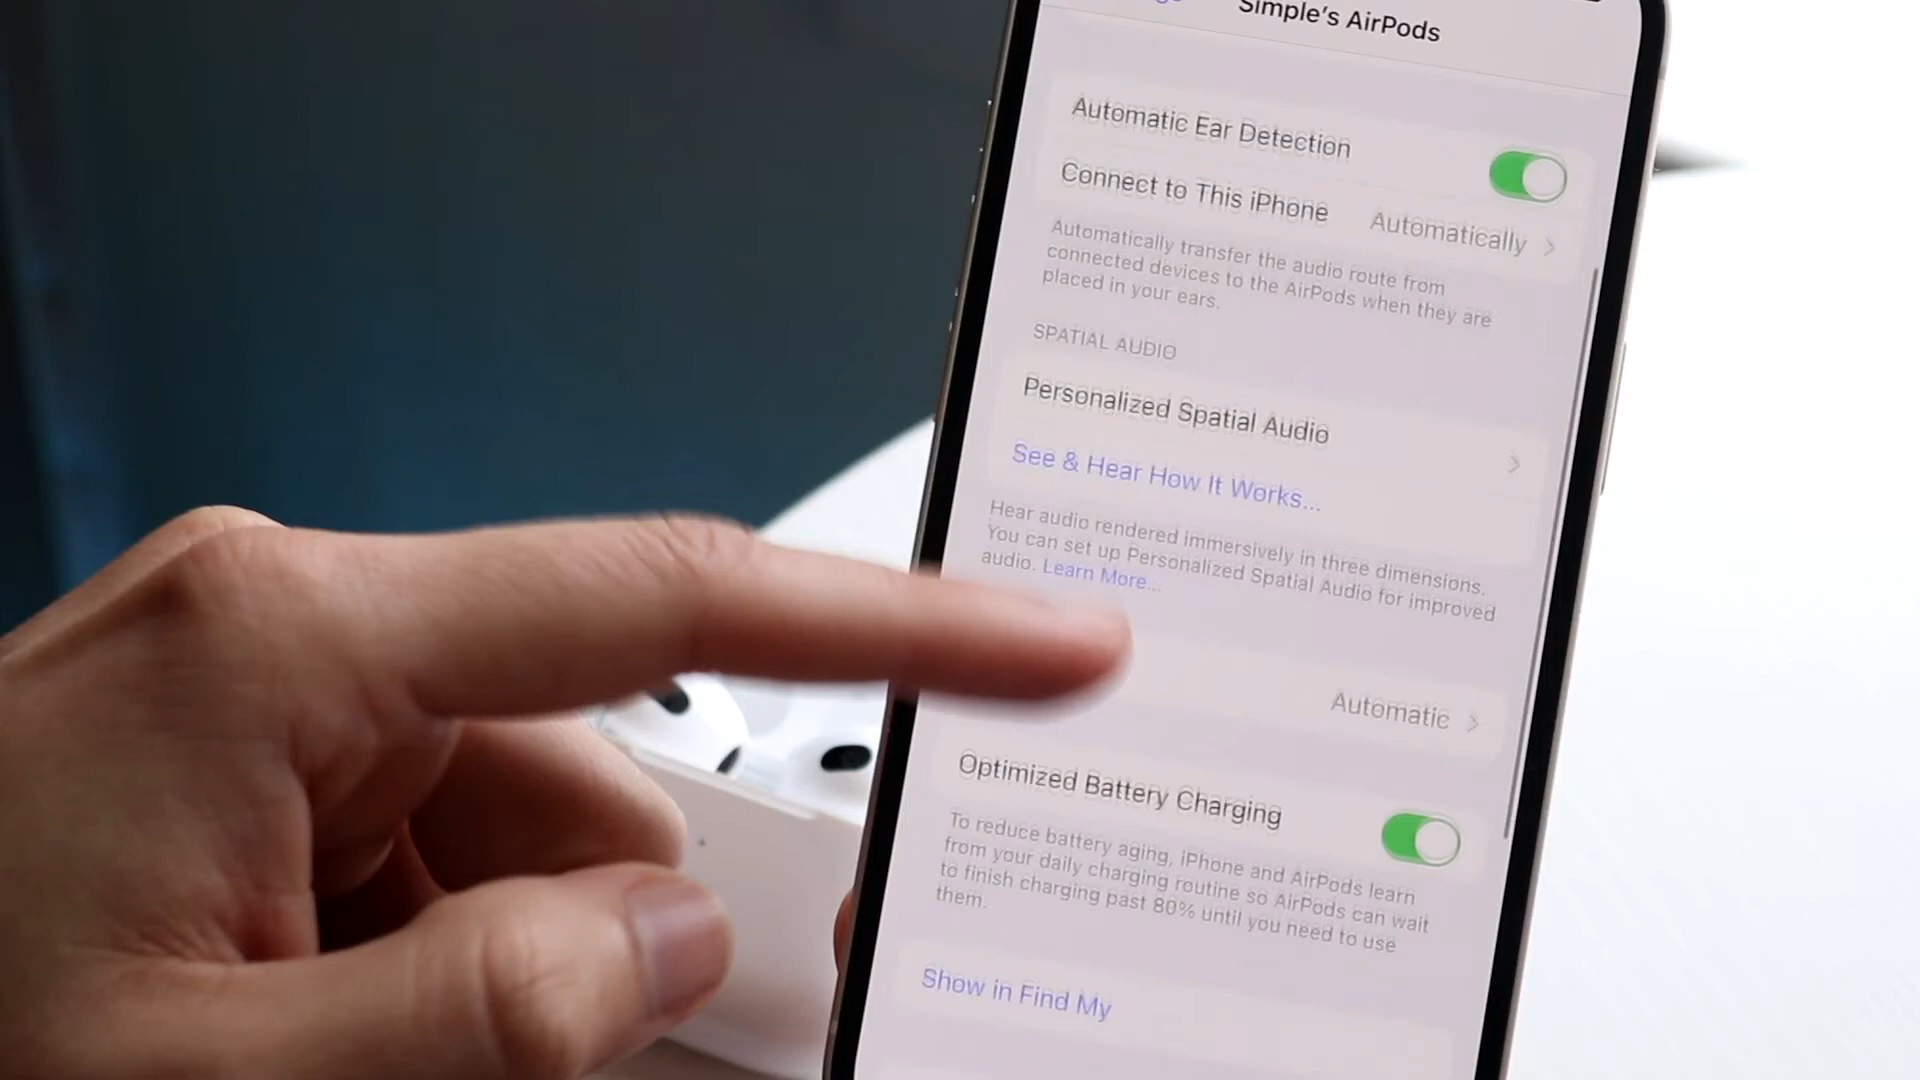 Simple's AirPods
Automatic Ear Detection
Connect to This iPhone Automatically
Automatically transfer the audio route from
connected devices to the AirPods when they are
placed in your ears.
SPATIAL AUDIO
Personalized Spatial Audio
See & Hear How It Works...
Hear audio rendered immersively in three dimensions.
You can set up Personalized Spatial Audio for improved
audio. Learn More...
Automatic
Optimized Battery Charging
To reduce battery aging, iPhone and AirPods learn
from your daily charging routine so AirPods can wait
to finish charging past 80% until you need to use
them.
Show in Find My